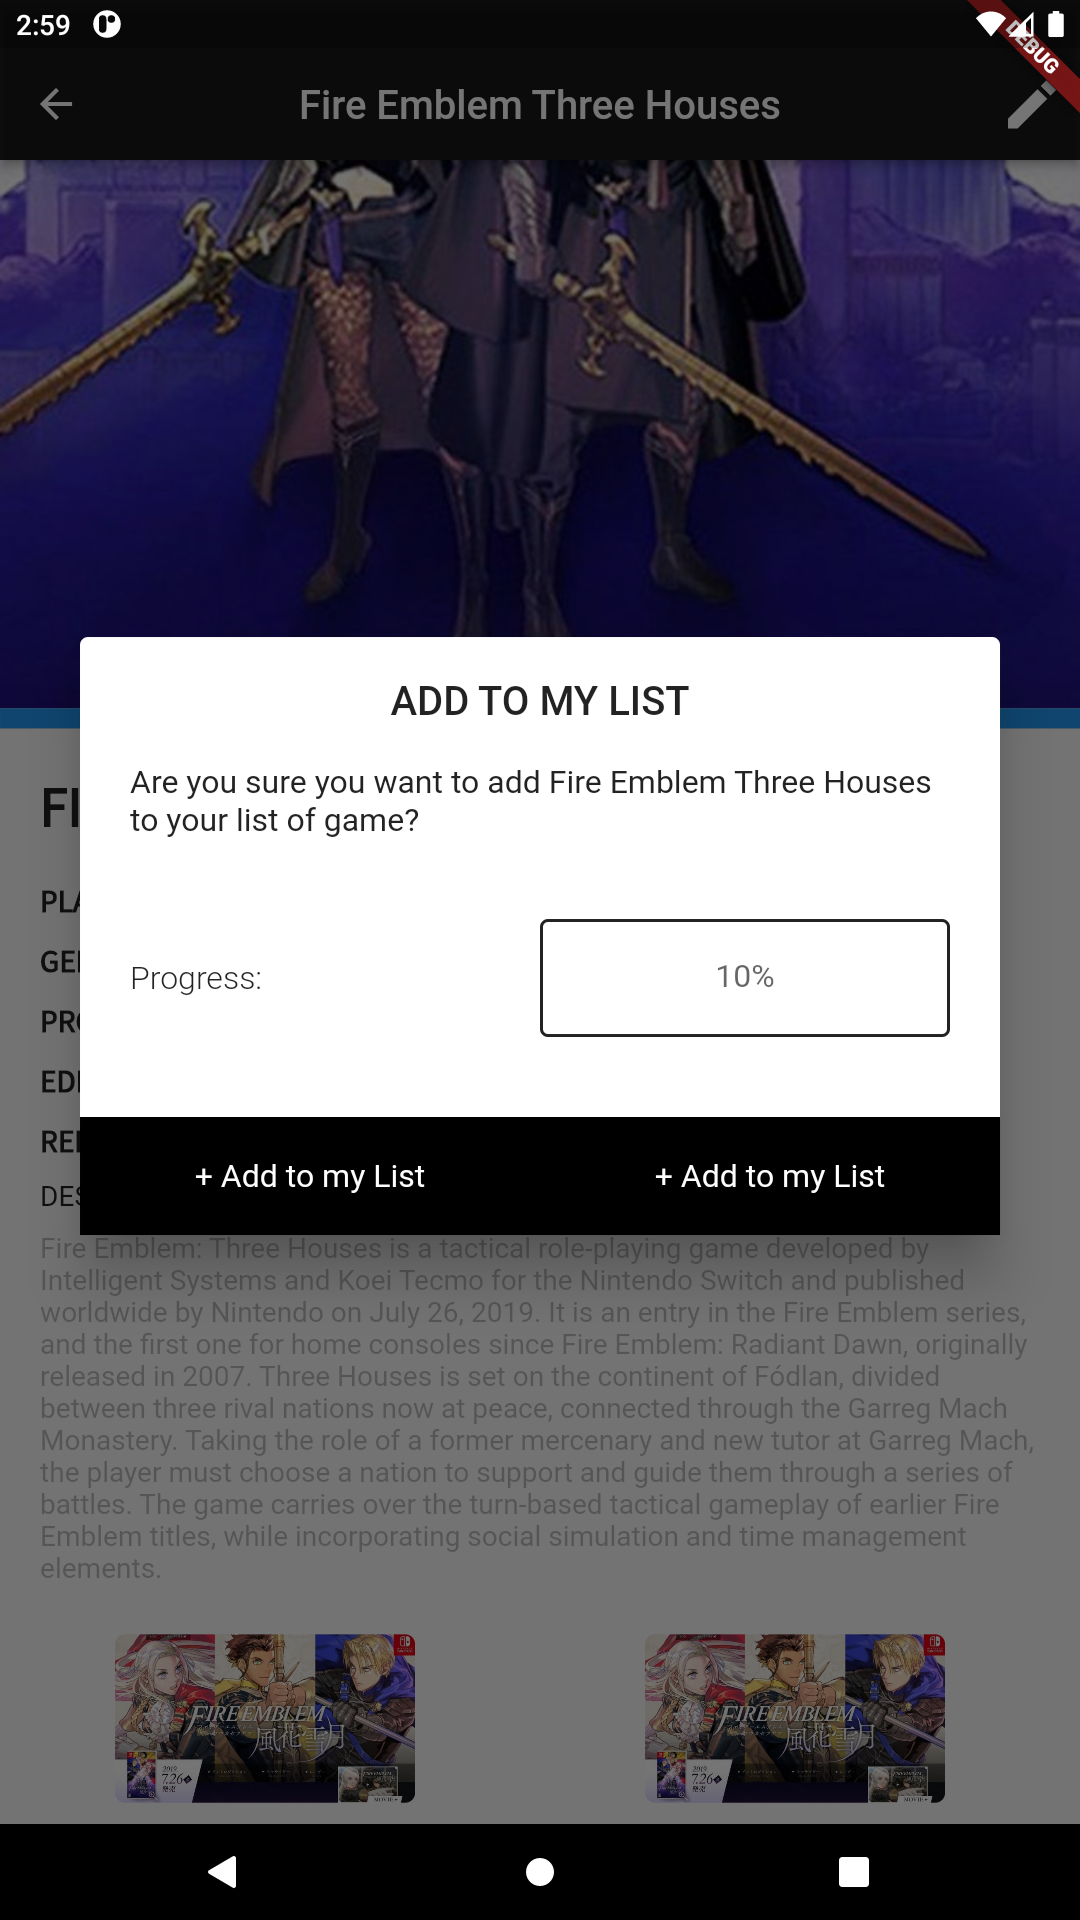 2:59
DEBUG
Fire Emblem Three Houses
ADD TO MY LIST
Are you sure you want to add Fire Emblem Three Houses
to your list of game?
Progress:
10%
+ Add to my List
+ Add to my List
FI
PLA
GE
PR
EDI
REL
DES
Fire Emblem: Three Houses is a tactical role-playing game developed by
Intelligent Systems and Koei Tecmo for the Nintendo Switch and published
worldwide by Nintendo on July 26, 2019. It is an entry in the Fire Emblem series,
and the first one for home consoles since Fire Emblem: Radiant Dawn, originally
released in 2007. Three Houses is set on the continent of Fódlan, divided
between three rival nations now at peace, connected through the Garreg Mach
Monastery. Taking the role of a former mercenary and new tutor at Garreg Mach,
the player must choose a nation to support and guide them through a series of
battles. The game carries over the turn-based tactical gameplay of earlier Fire
Emblem titles, while incorporating social simulation and time management
elements.
FIRE EMBLEM
風花雪月
2019
7.26
発売
MOVIE
FIRE EMBLEM
風花雪月
2019
7.26
発売
MOVIE